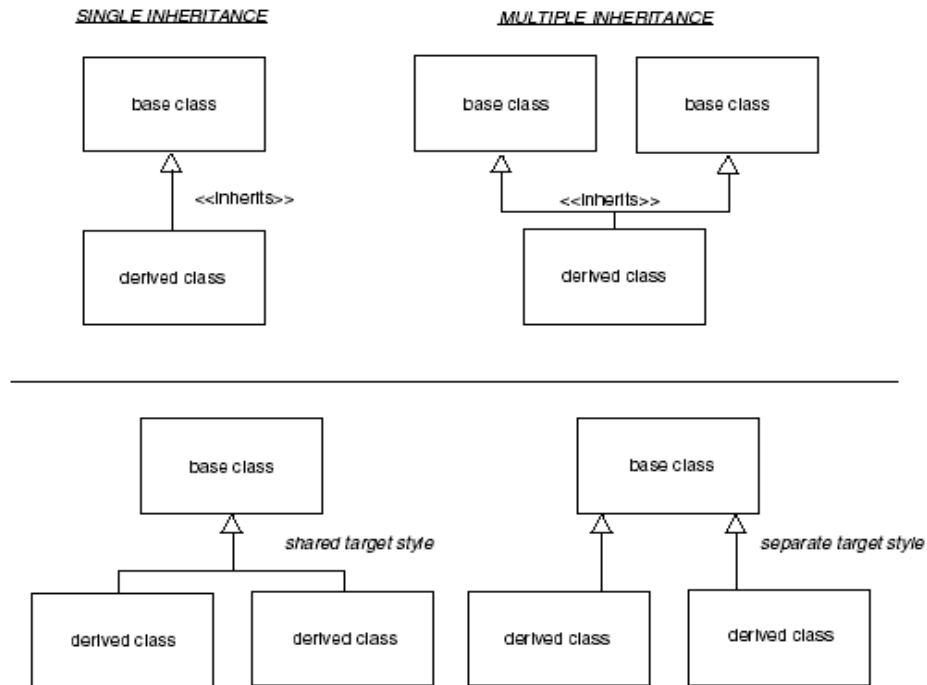 SINGLE INHERITANCE
MULTIPLE INHERITANCE
base class
base class
base class
<<inherits>>
<<inherits>>
derived class
derived class
base class
base class
shared target style
separate target style
derived class
derived class
derived class
derived class